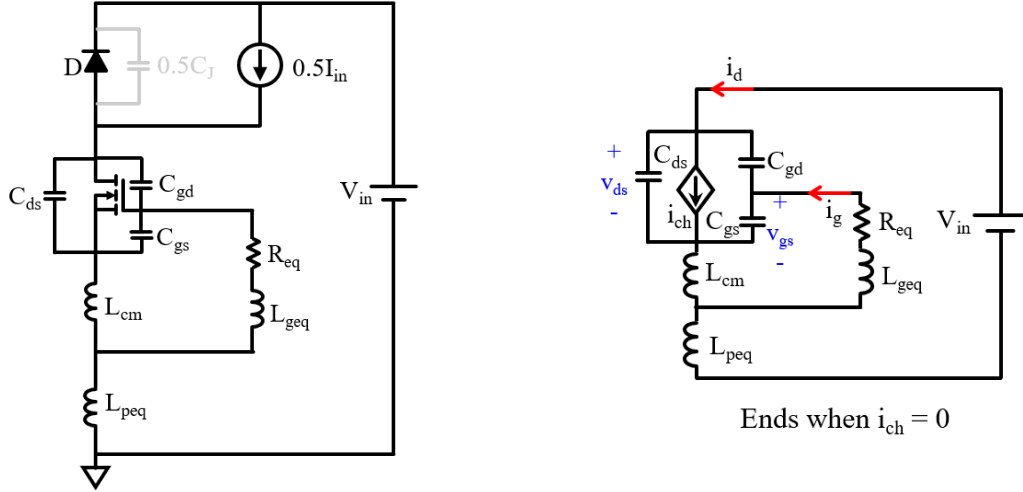 D
0.5C_J
0.5I_in
C_ds
C_gd
C_gs
V_in
R_eq
L_cm
L_geq
L_peq
i_d
+
v_ds
-
C_ds
C_gd
i_ch
C_gs
+
v_gs
-
i_g
R_eq
V_in
L_cm
L_geq
L_peq
Ends when i_ch = 0